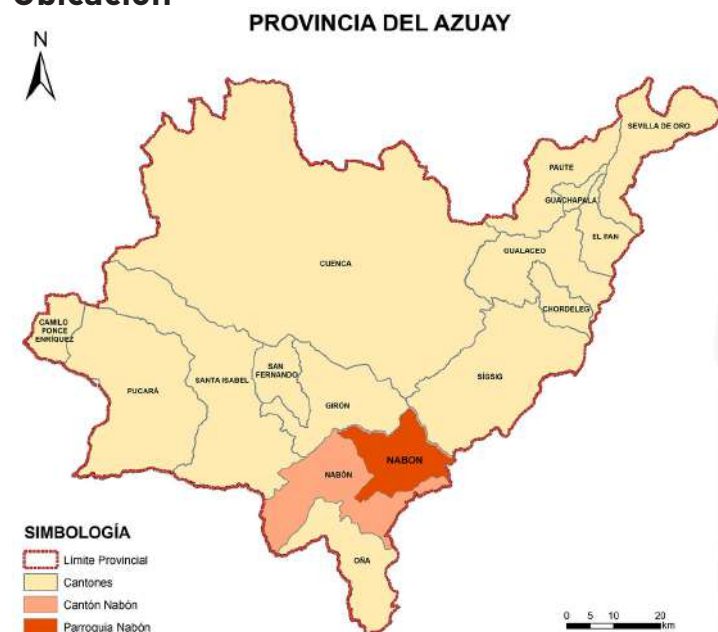 Ubicación
PROVINCIA DEL AZUAY
N
SEVILLA DE ORO
PAUTE
GUACHAPALA
EL PAN
GUALACEO
CUENCA
CHORDELEG
CAMILO
PONCE
ENRÍQUEZ
SAN
FERNANDO
SÍGSIG
SANTA ISABEL
PUCARÁ
GIRÓN
NABON
NABÓN
OÑA
SIMBOLOGÍA
Límite Provincial
Cantones
Cantón Nabón
Parroquia Nabón
0 5 10 20
km